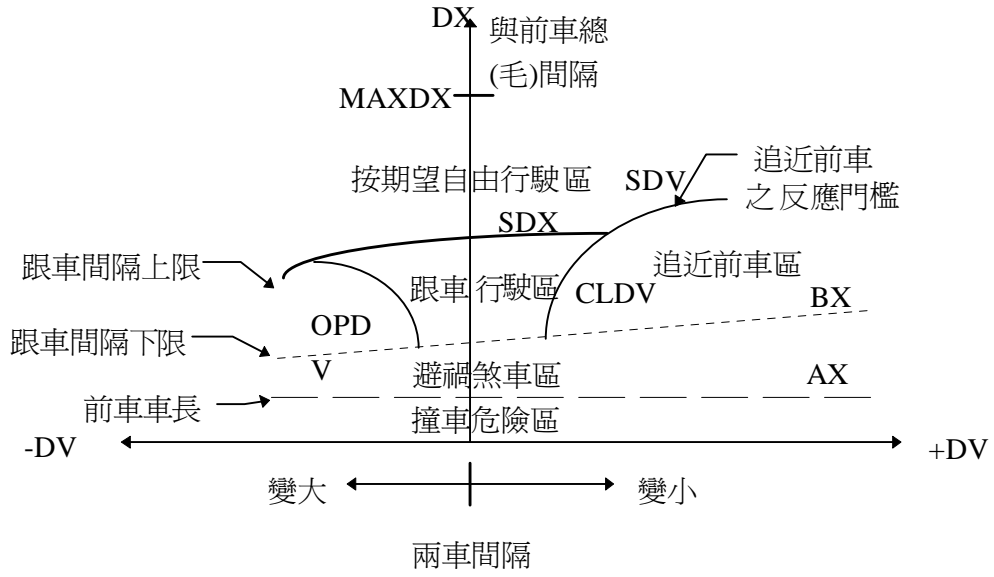 DX
與前車總
(毛)間隔
MAXDX
按期望自由行駛區
SDV
追近前車
之反應門檻
SDX
跟車間隔上限
跟車行駛區
CLDV
追近前車區
BX
OPD
V
跟車間隔下限
避禍煞車區
AX
前車車長
撞車危險區
-DV
+DV
變大
變小
兩車間隔